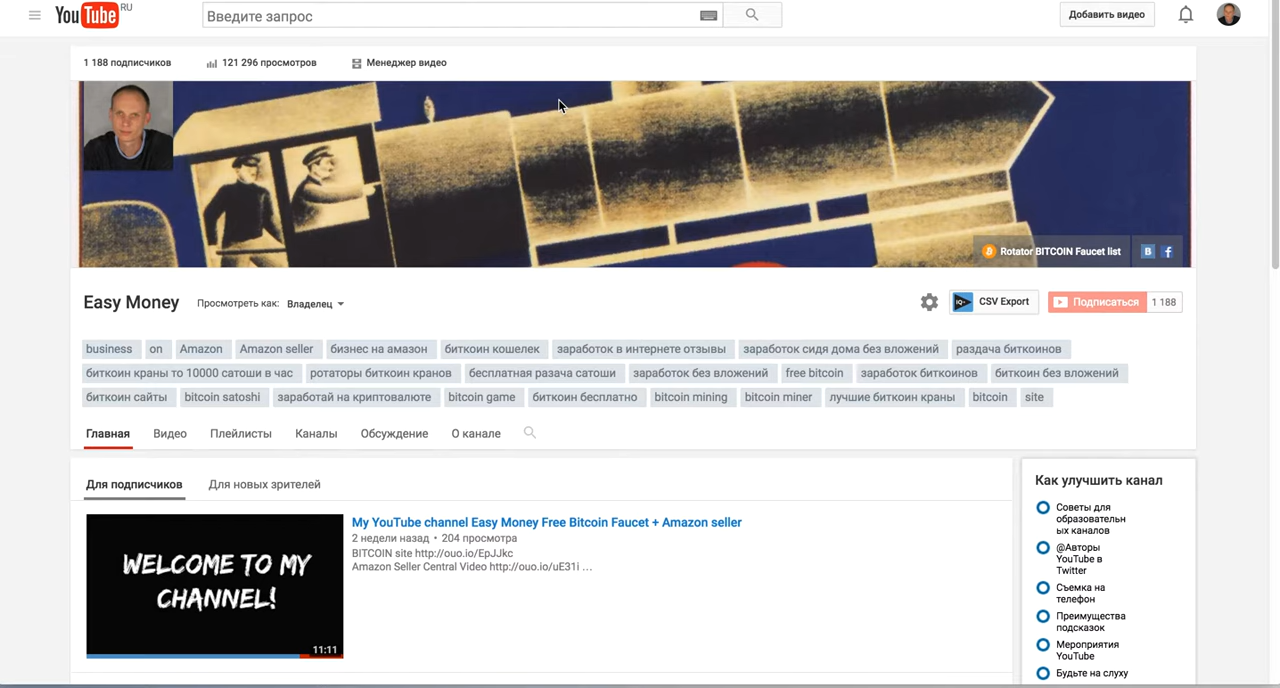 YouTube RU
Введите запрос
Добавить видео
1 188 подписчиков
121 296 просмотров
Менеджер видео
Rotator BITCOIN Faucet list
B f
Easy Money
Просмотреть как: Владелец
CSV Export
Подписаться 1 188
business on Amazon Amazon seller бизнес на амазон биткоин кошелек заработок в интернете отзывы заработок сидя дома без вложений раздача биткоинов
биткоин краны то 10000 сатоши в час ротаторы биткоин кранов бесплатная разача сатоши заработок без вложений free bitcoin заработок биткоинов биткоин без вложений
биткоин сайты bitcoin satoshi заработай на криптовалюте bitcoin game биткоин бесплатно bitcoin mining bitcoin miner лучшие биткоин краны bitcoin site
Главная Видео Плейлисты Каналы Обсуждение О канале
Для подписчиков Для новых зрителей
WELCOME TO MY
CHANNEL!
11:11
My YouTube channel Easy Money Free Bitcoin Faucet + Amazon seller
2 недели назад • 204 просмотра
BITCOIN site http://ouo.io/EpJJkc
Amazon Seller Central Video http://ouo.io/uE31i ...
Как улучшить канал
Советы для
образовательн
ых каналов
@Авторы
YouTube в
Twitter
Съемка на
телефон
Преимущества
подсказок
Мероприятия
YouTube
Будьте на слуху